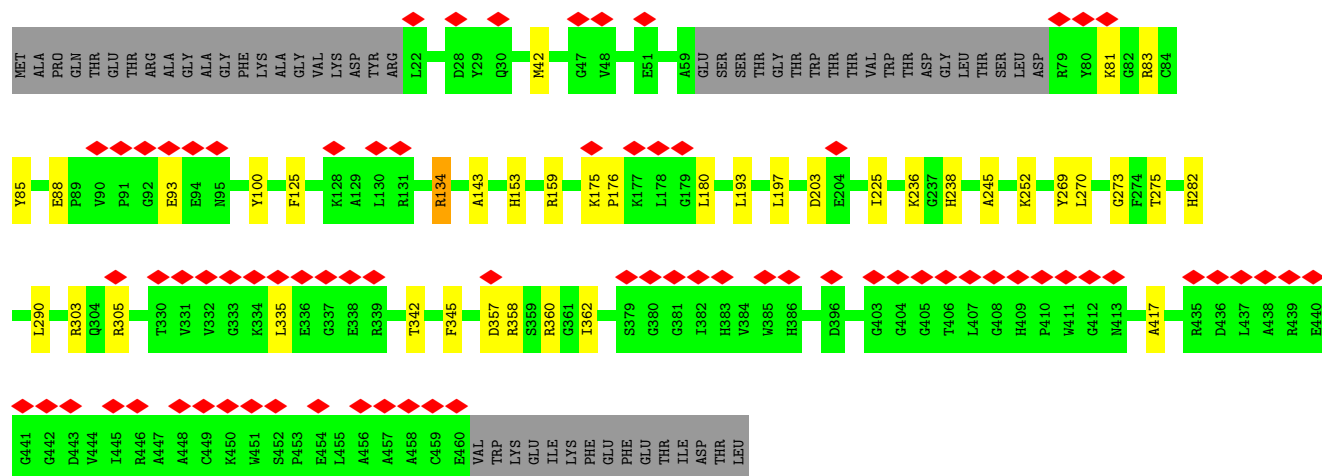 MET ALA PRO GLN THR GLU THR ARG ALA GLY ALA GLY PHE LYS ALA GLY VAL LYS ASP TYR ARG L22 D28 Y29 Q30 M42 G47 V48 E51 A59 GLU SER SER THR GLY THR TRP THR THR VAL TRP THR ASP GLY LEU THR SER LEU ASP R79 Y80 K81 G82 R83 C84
Y85 E88 P89 V90 P91 G92 E93 E94 N95 Y100 F125 K128 A129 L130 R131 R134 A143 H153 R159 K175 P176 K177 L178 G179 L180 L193 L197 D203 E204 I225 K236 G237 H238 A245 K252 Y269 L270 G273 F274 T275 H282
L290 R303 Q304 R305 T330 V331 V332 G333 K334 L335 E336 G337 E338 R339 T342 F345 D357 R358 S359 R360 G361 I362 S379 G380 G381 I382 H383 V384 W385 H386 D396 G403 G404 G405 T406 L407 G408 H409 P410 W411 G412 N413 A417 R435 D436 L437 A438 R439 E440
G441 G442 D443 V444 I445 R446 A447 A448 C449 K450 W451 S452 P453 E454 L455 A456 A457 A458 C459 E460 VAL TRP LYS GLU ILE LYS PHE GLU PHE GLU THR ILE ASP THR LEU